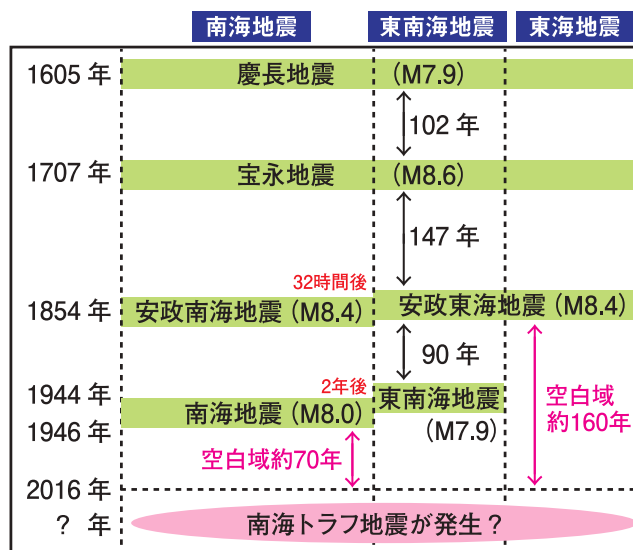 南海地震 東南海地震 東海地震
1605 年 慶長地震 (M7.9)
102 年
1707 年 宝永地震 (M8.6)
147 年
32時間後
1854 年 安政南海地震 (M8.4) 安政東海地震 (M8.4)
90 年
1944 年 2年後 東南海地震
南海地震 (M8.0)
空白域
約160年
1946 年 (M7.9)
空白域約70年
2016 年
? 年 南海トラフ地震が発生?